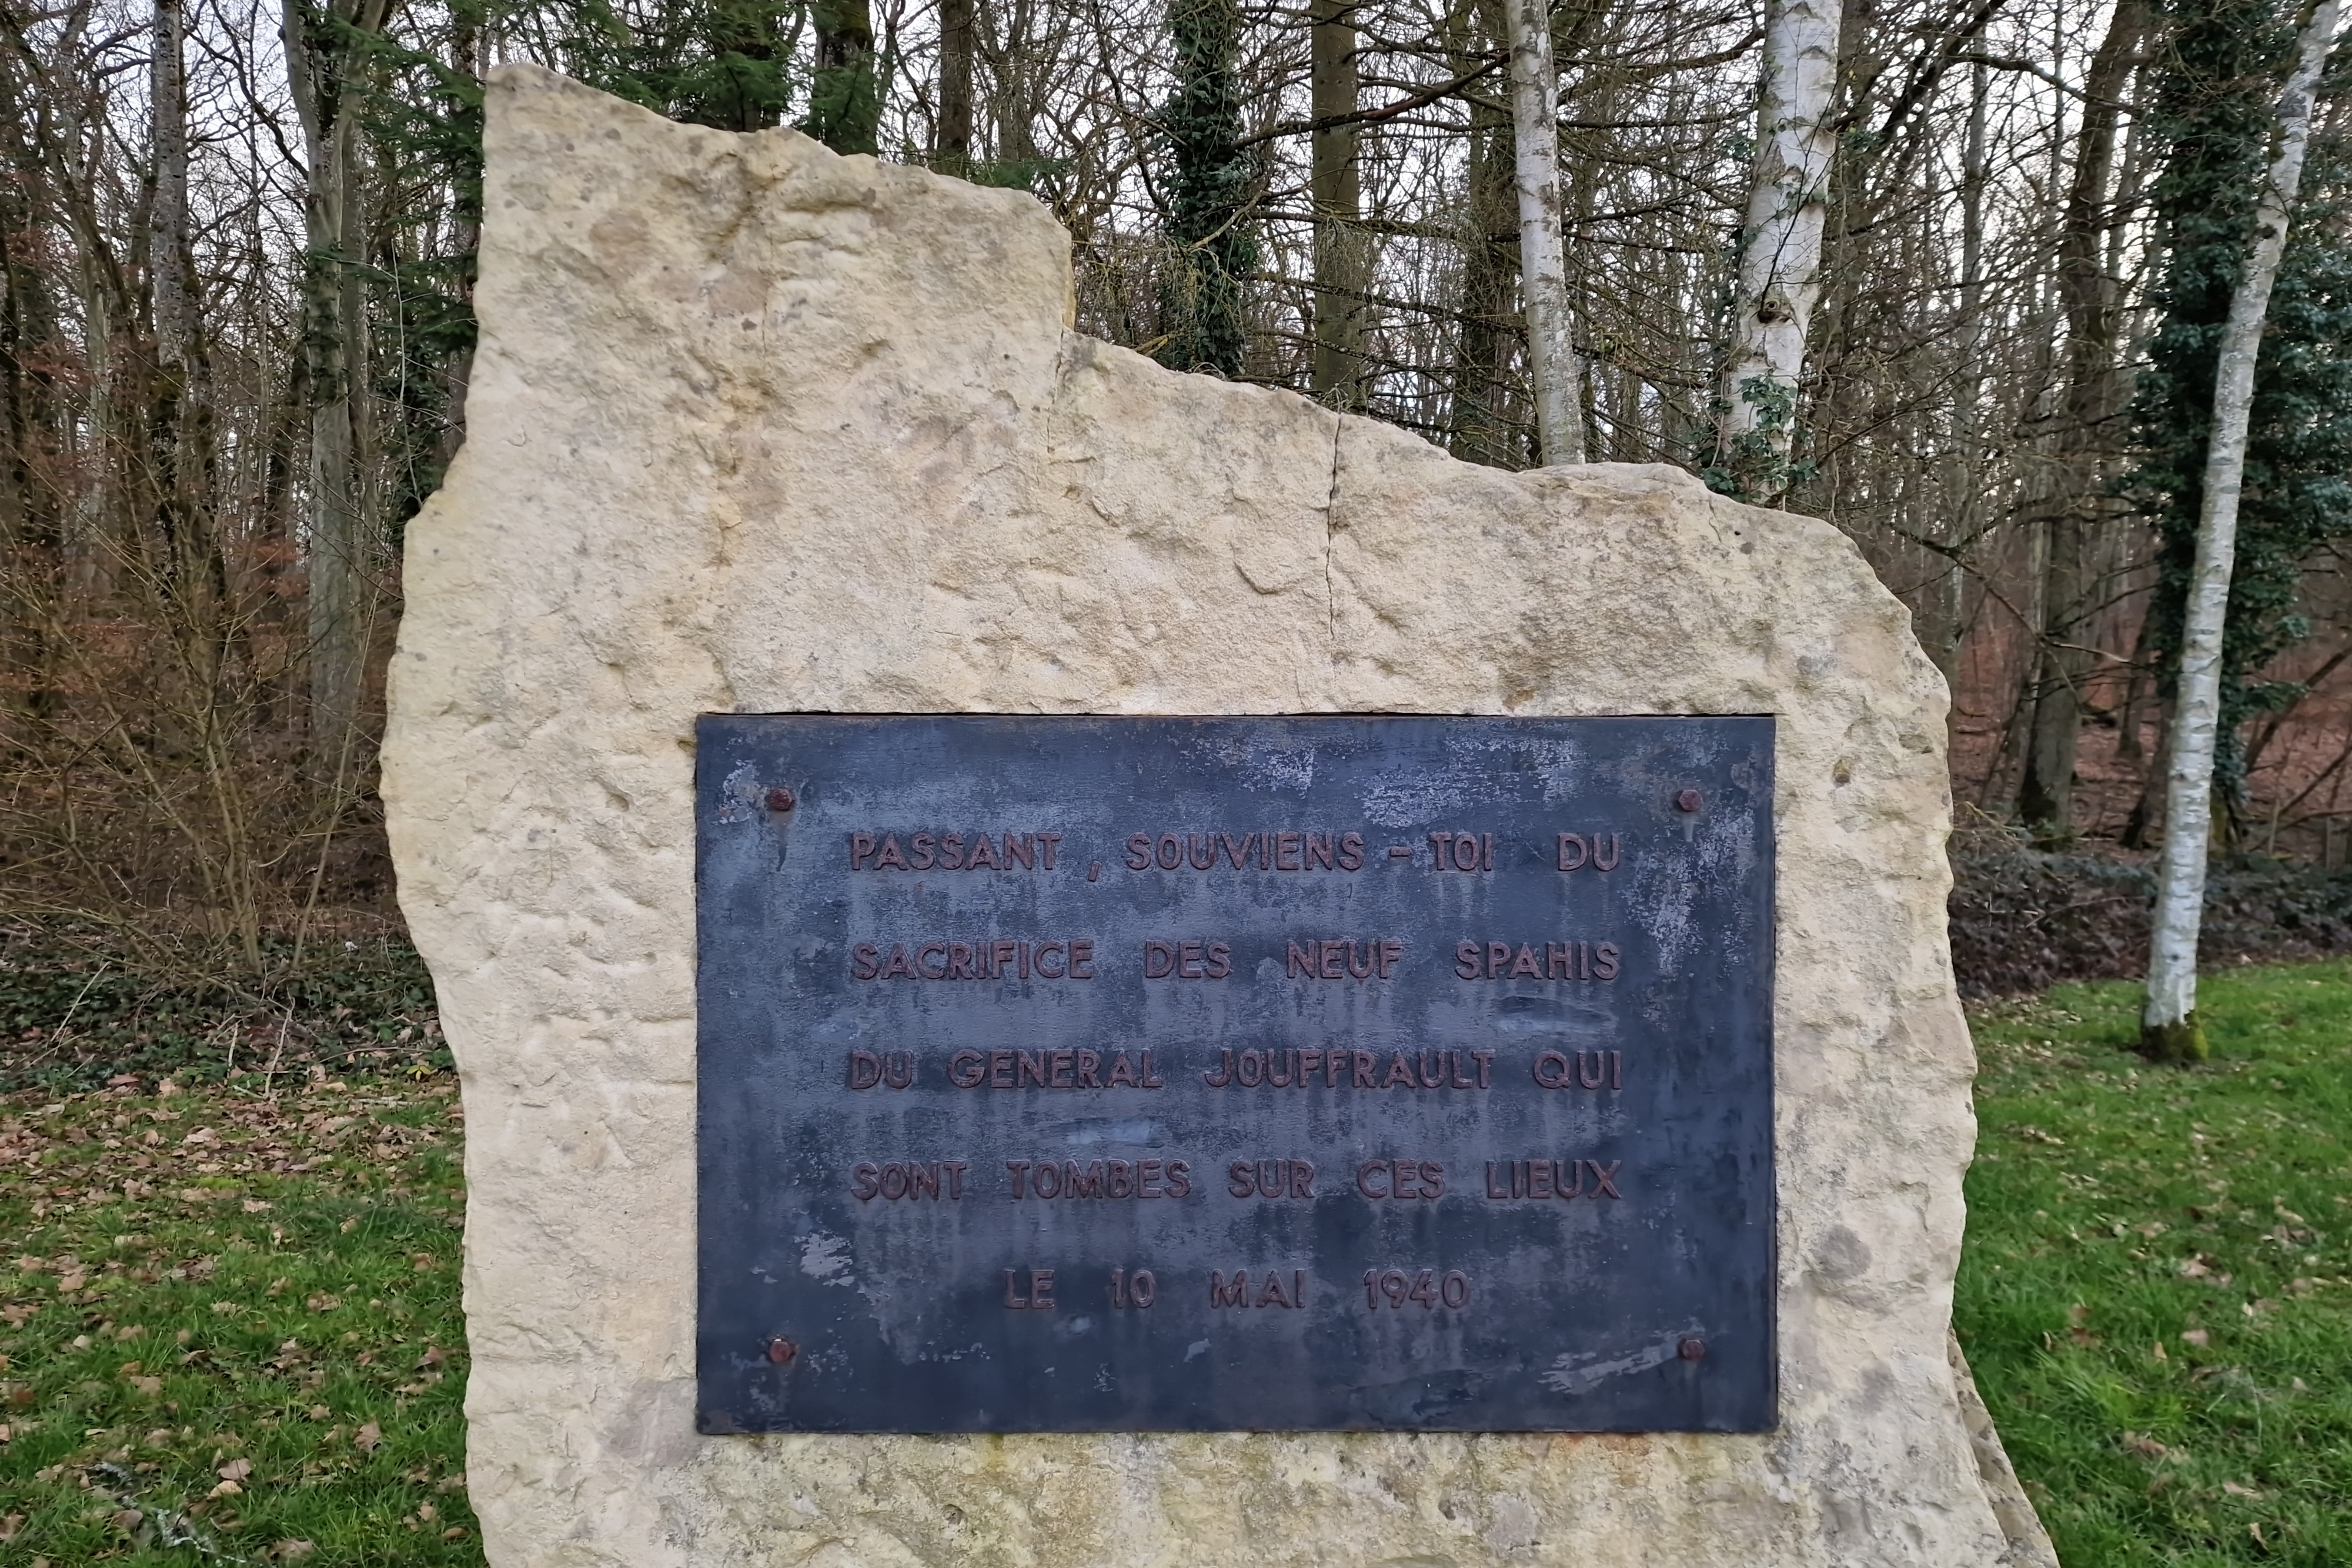 PASSANT , SOUVIENS - TOI DU
SACRIFICE DES NEUF SPAHIS
DU GENERAL JOUFFRAULT QUI
SONT TOMBES SUR CES LIEUX
LE 10 MAI 1940